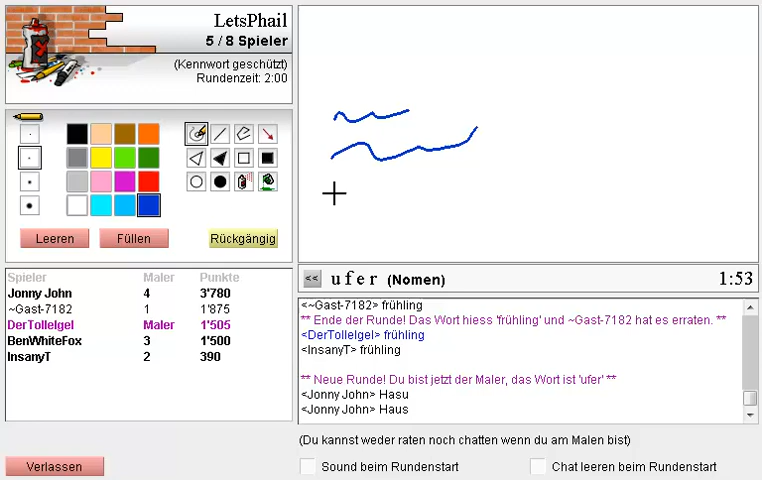 LetsPhail
5 / 8 Spieler
(Kennwort geschützt)
Rundenzeit: 2:00
Leeren
Füllen
Rückgängig
Spieler Maler Punkte
Jonny John 4 3'780
~Gast-7182 1 1'875
DerTolleIgel Maler 1'505
BenWhiteFox 3 1'500
InsanyT 2 390
Verlassen
<< ufer (Nomen) 1:53
<~Gast-7182> frühling
** Ende der Runde! Das Wort hiess 'frühling' und ~Gast-7182 hat es erraten. **
<DerTolleIgel> frühling
<InsanyT> frühling
** Neue Runde! Du bist jetzt der Maler, das Wort ist 'ufer' **
<Jonny John> Hasu
<Jonny John> Haus
(Du kannst weder raten noch chatten wenn du am Malen bist)
Sound beim Rundenstart
Chat leeren beim Rundenstart